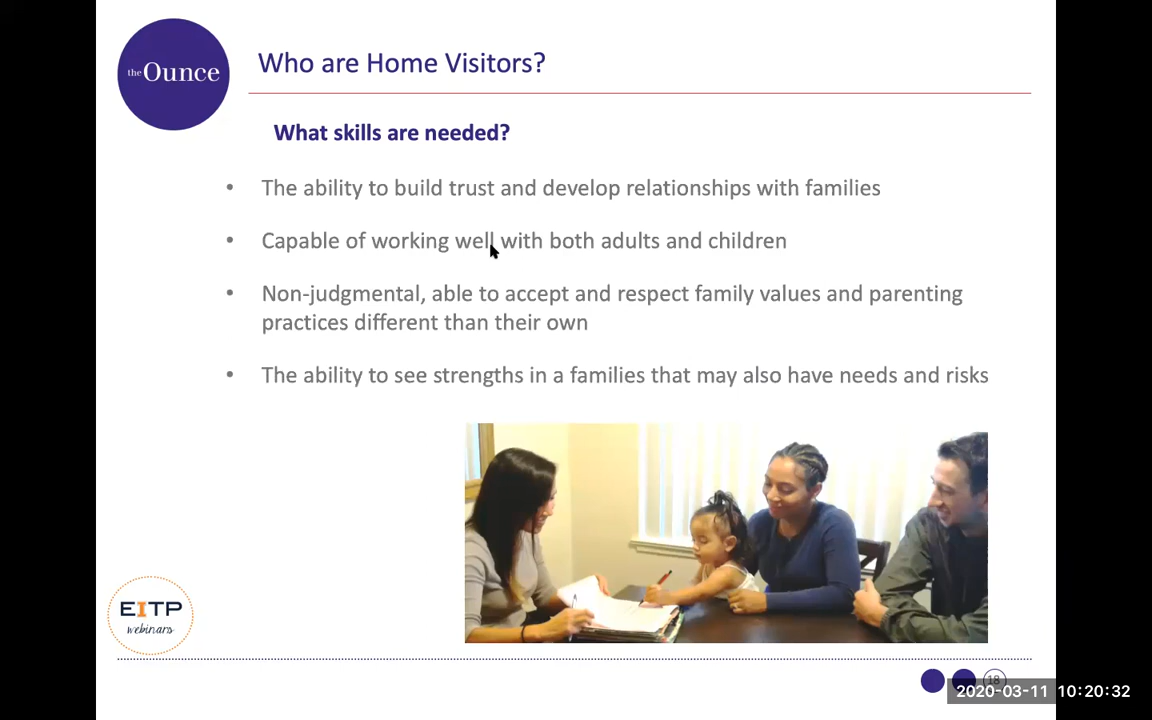 the Ounce
Who are Home Visitors?
What skills are needed?
• The ability to build trust and develop relationships with families
• Capable of working well with both adults and children
• Non-judgmental, able to accept and respect family values and parenting
practices different than their own
• The ability to see strengths in a families that may also have needs and risks
EITP
webinars
18
2020-03-11 10:20:32